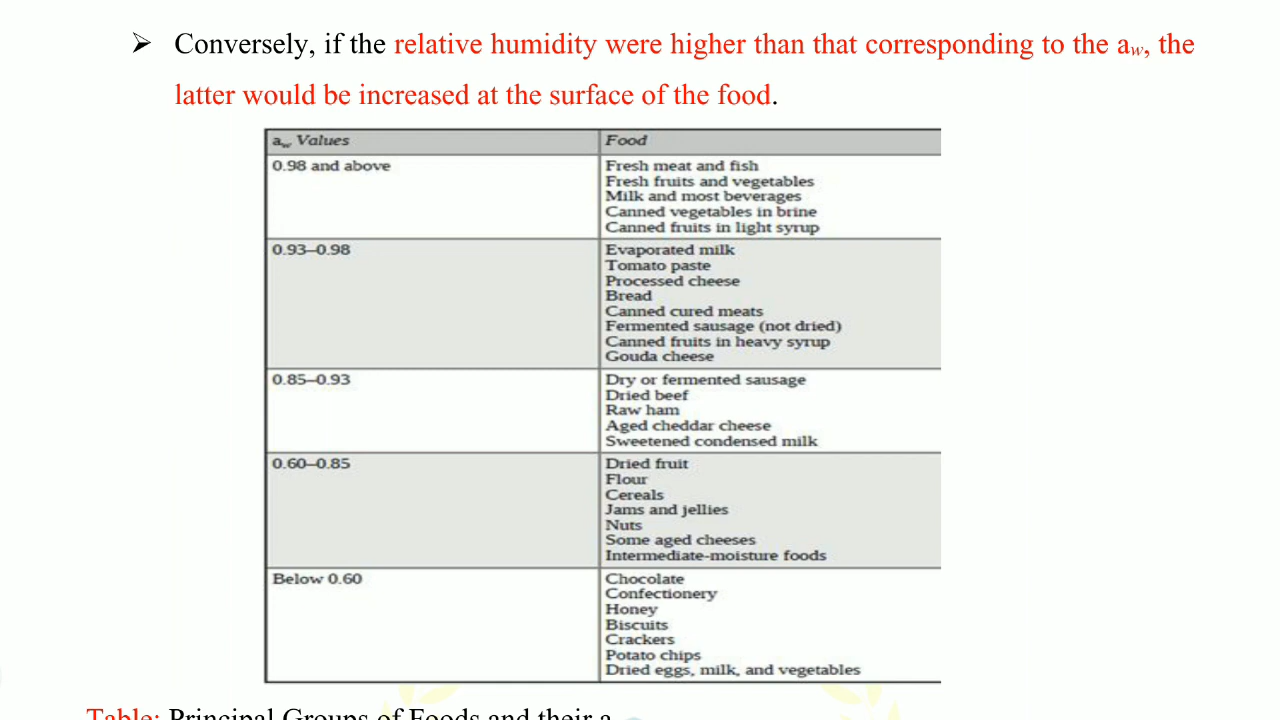 ➢ Conversely, if the relative humidity were higher than that corresponding to the aw, the
latter would be increased at the surface of the food.
aw Values Food
0.98 and above Fresh meat and fish
Fresh fruits and vegetables
Milk and most beverages
Canned vegetables in brine
Canned fruits in light syrup
0.93–0.98 Evaporated milk
Tomato paste
Processed cheese
Bread
Canned cured meats
Fermented sausage (not dried)
Canned fruits in heavy syrup
Gouda cheese
0.85–0.93 Dry or fermented sausage
Dried beef
Raw ham
Aged cheddar cheese
Sweetened condensed milk
0.60–0.85 Dried fruit
Flour
Cereals
Jams and jellies
Nuts
Some aged cheeses
Intermediate-moisture foods
Below 0.60 Chocolate
Confectionery
Honey
Biscuits
Crackers
Potato chips
Dried eggs, milk, and vegetables
Table: Principal Groups of Foods and their a